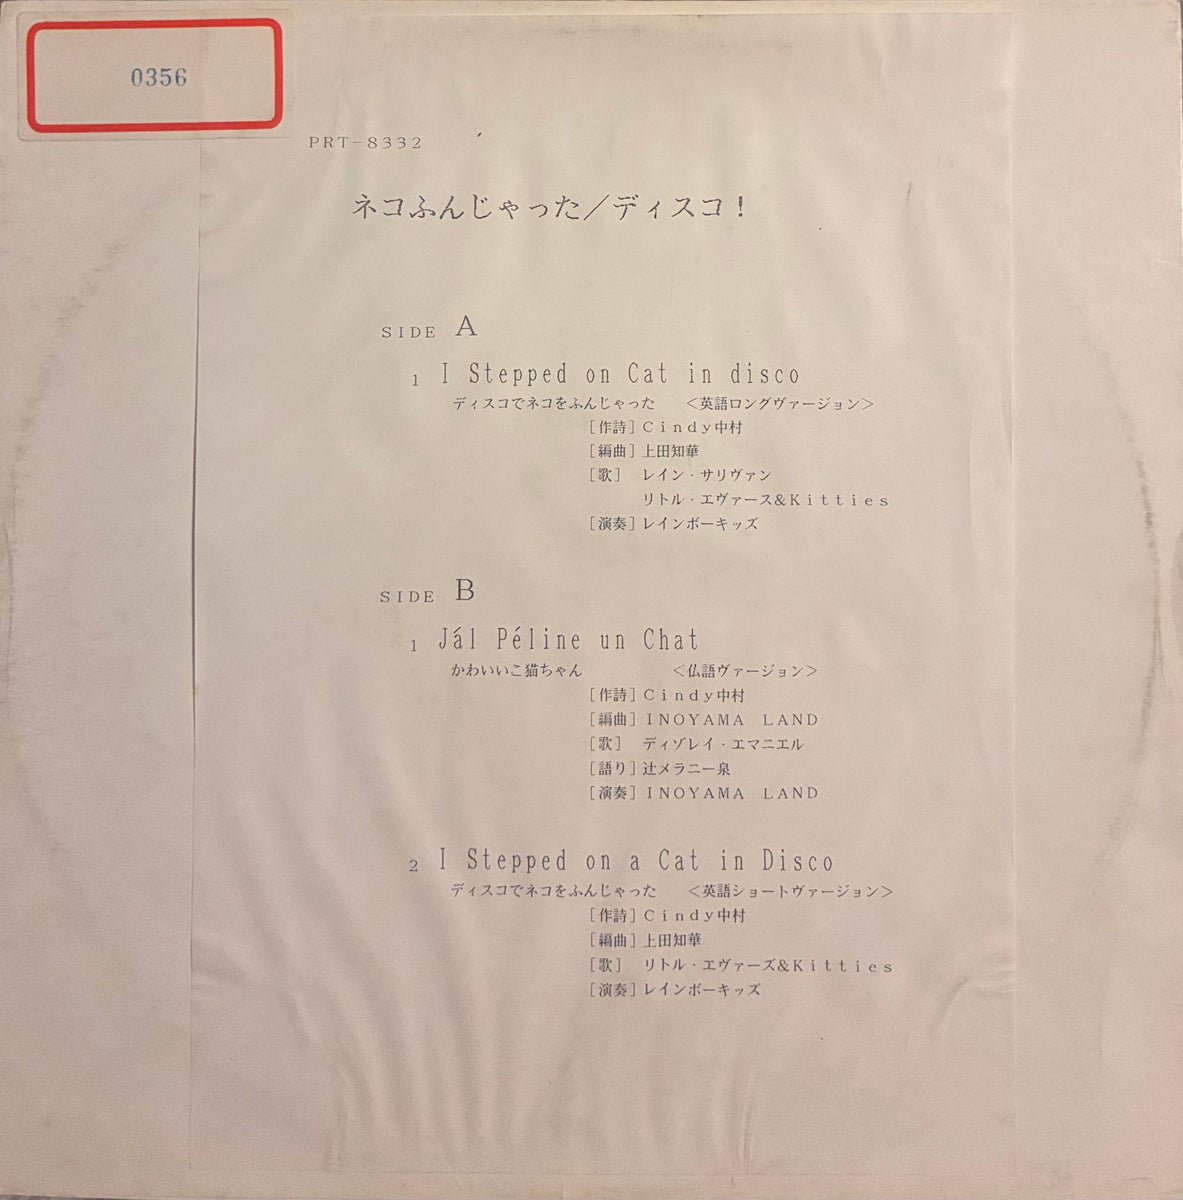 0356
PRT-8332
ネコふんじゃった／ディスコ！
SIDE A
1 I Stepped on Cat in disco
ディスコでネコをふんじゃった ＜英語ロングヴァージョン＞
［作詩］Ｃｉｎｄｙ中村
［編曲］上田知華
［歌］ レイン・サリヴァン
リトル・エヴァース＆Ｋｉｔｔｉｅｓ
［演奏］レインボーキッズ
SIDE B
1 Jál Péline un Chat
かわいいこ猫ちゃん ＜仏語ヴァージョン＞
［作詩］Ｃｉｎｄｙ中村
［編曲］ＩＮＯＹＡＭＡ ＬＡＮＤ
［歌］ ディゾレイ・エマニエル
［語り］辻メラニー泉
［演奏］ＩＮＯＹＡＭＡ ＬＡＮＤ
2 I Stepped on a Cat in Disco
ディスコでネコをふんじゃった ＜英語ショートヴァージョン＞
［作詩］Ｃｉｎｄｙ中村
［編曲］上田知華
［歌］ リトル・エヴァーズ＆Ｋｉｔｔｉｅｓ
［演奏］レインボーキッズ